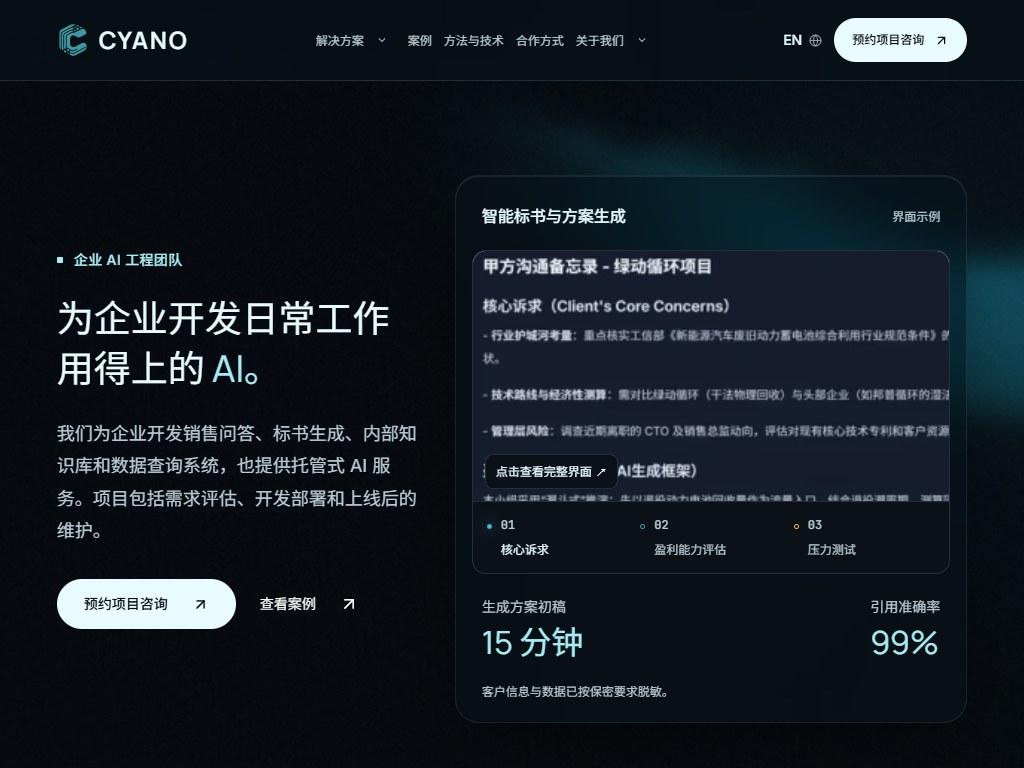 CYANO
解决方案
案例
方法与技术
合作方式
关于我们
EN
预约项目咨询
企业 AI 工程团队
为企业开发日常工作
用得上的 AI。
我们为企业开发销售问答、标书生成、内部知
识库和数据查询系统，也提供托管式 AI 服
务。项目包括需求评估、开发部署和上线后的
维护。
预约项目咨询
查看案例
智能标书与方案生成
界面示例
甲方沟通备忘录 - 绿动循环项目
核心诉求（Client's Core Concerns）
- 行业护城河考量：重点核实工信部《新能源汽车废旧动力蓄电池综合利用行业规范条件》的
状。
- 技术路线与经济性测算：需对比绿动循环（干法物理回收）与头部企业（如邦普循环的湿法
- 管理层风险：调查近期离职的 CTO 及销售总监动向，评估对现有核心技术专利和客户资源
点击查看完整界面
AI生成框架）
01
核心诉求
02
盈利能力评估
03
压力测试
生成方案初稿
15 分钟
引用准确率
99%
客户信息与数据已按保密要求脱敏。